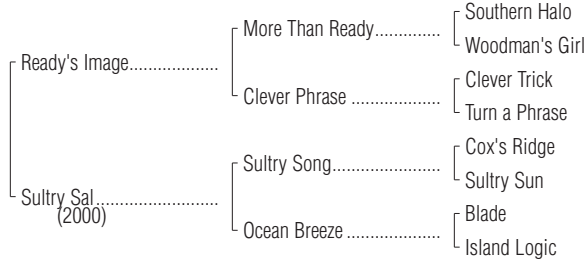 Southern Halo
More Than Ready.................
Woodman's Girl
Ready's Image...................
Clever Trick
Clever Phrase ...................
Turn a Phrase
Cox's Ridge
Sultry Song.......................
Sultry Sun
Sultry Sal..........................
(2000)
Blade
Ocean Breeze ....................
Island Logic